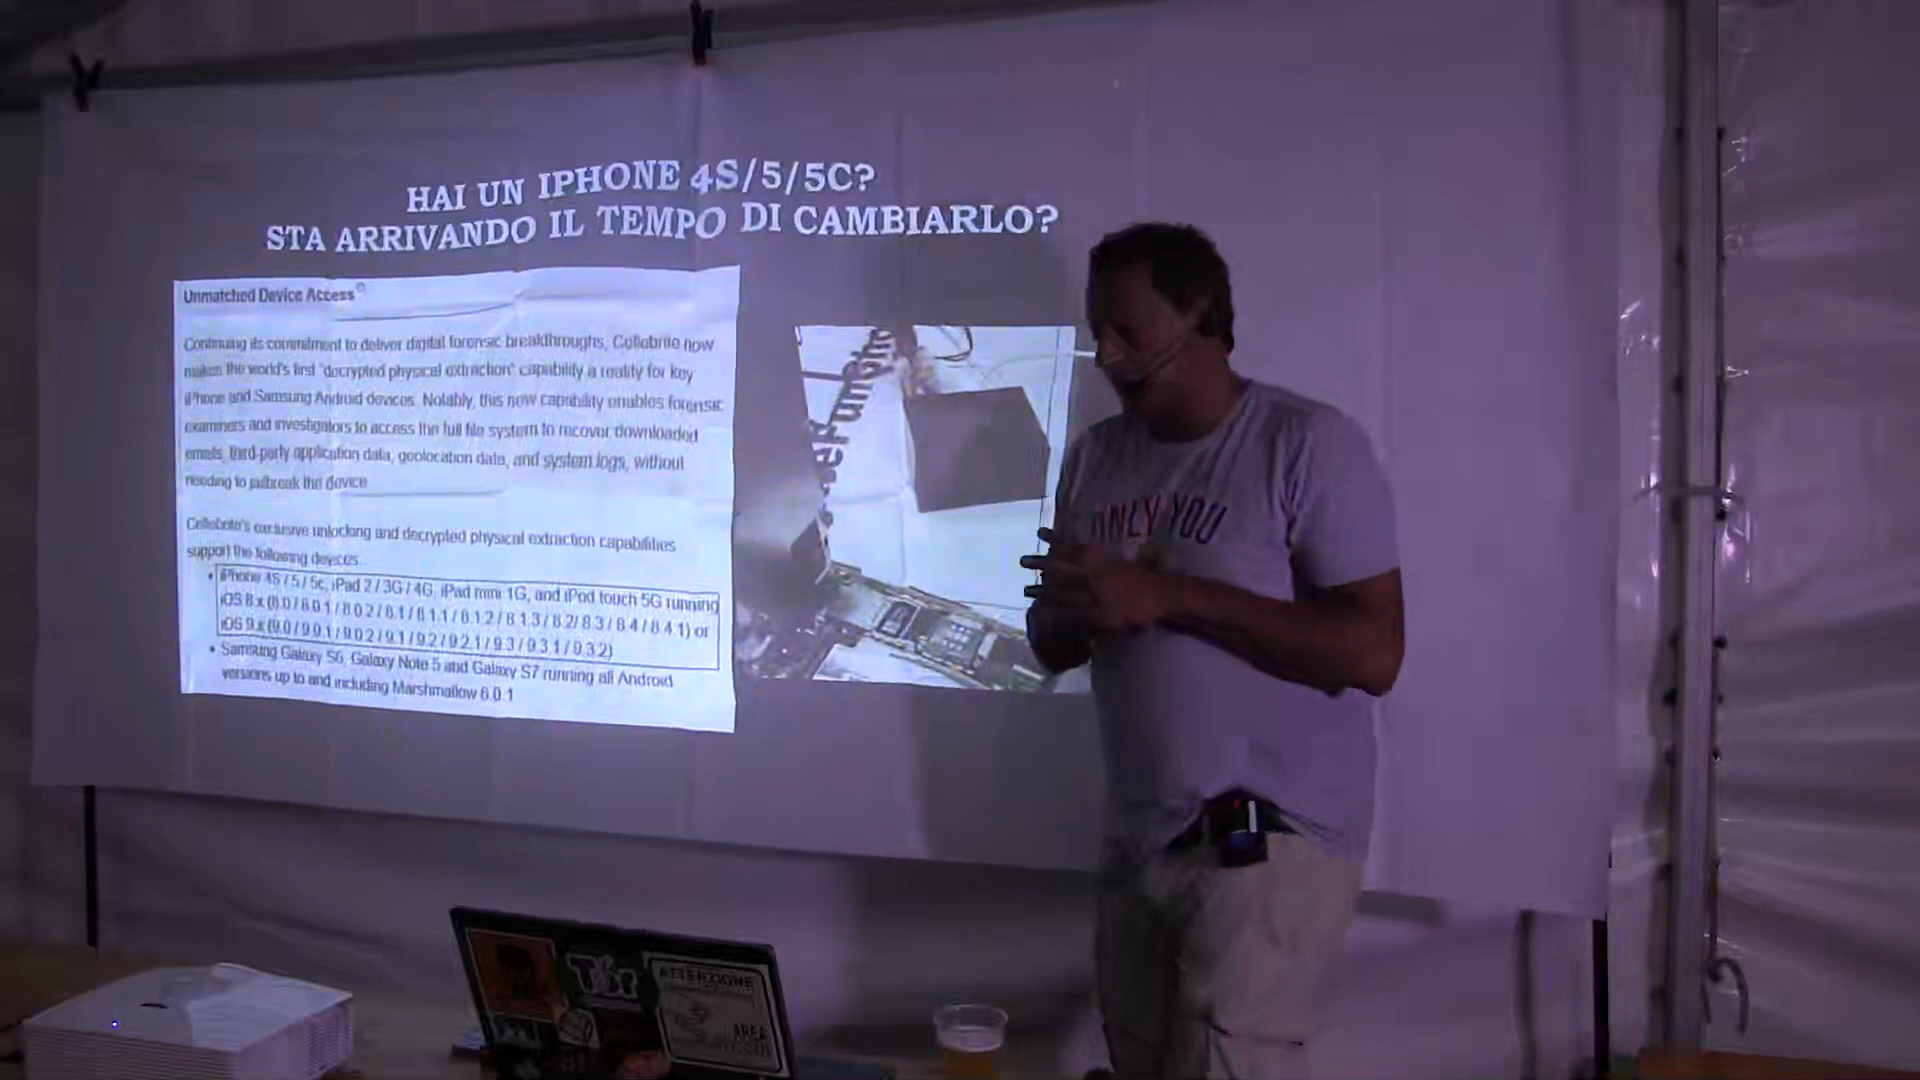 HAI UN IPHONE 4S/5/5C?
STA ARRIVANDO IL TEMPO DI CAMBIARLO?
Unmatched Device Access
Continuing its commitment to deliver digital forensic breakthroughs, Cellebrite now
makes the world's first "decrypted physical extraction" capability a reality for key
iPhone and Samsung Android devices. Notably, this new capability enables forensic
examiners and investigators to access the full file system to recover downloaded
emails, third-party application data, geolocation data, and system logs, without
needing to jailbreak the device
Cellebrite's exclusive unlocking and decrypted physical extraction capabilities
support the following devices:
• iPhone 4S / 5 / 5c, iPad 2 / 3G / 4G, iPad mini 1G, and iPod touch 5G running
iOS 8.x (8.0 / 8.0.1 / 8.0.2 / 8.1 / 8.1.1 / 8.1.2 / 8.1.3 / 8.2/ 8.3 / 8.4 / 8.4.1) or
iOS 9.x (9.0 / 9.0.1 / 9.0.2 / 9.1 / 9.2 / 9.2.1 / 9.3 / 9.3.1 / 9.3.2)
• Samsung Galaxy S6, Galaxy Note 5 and Galaxy S7 running all Android
versions up to and including Marshmallow 6.0.1
ONLY YOU
Tor
ATTENZIONE
AREA